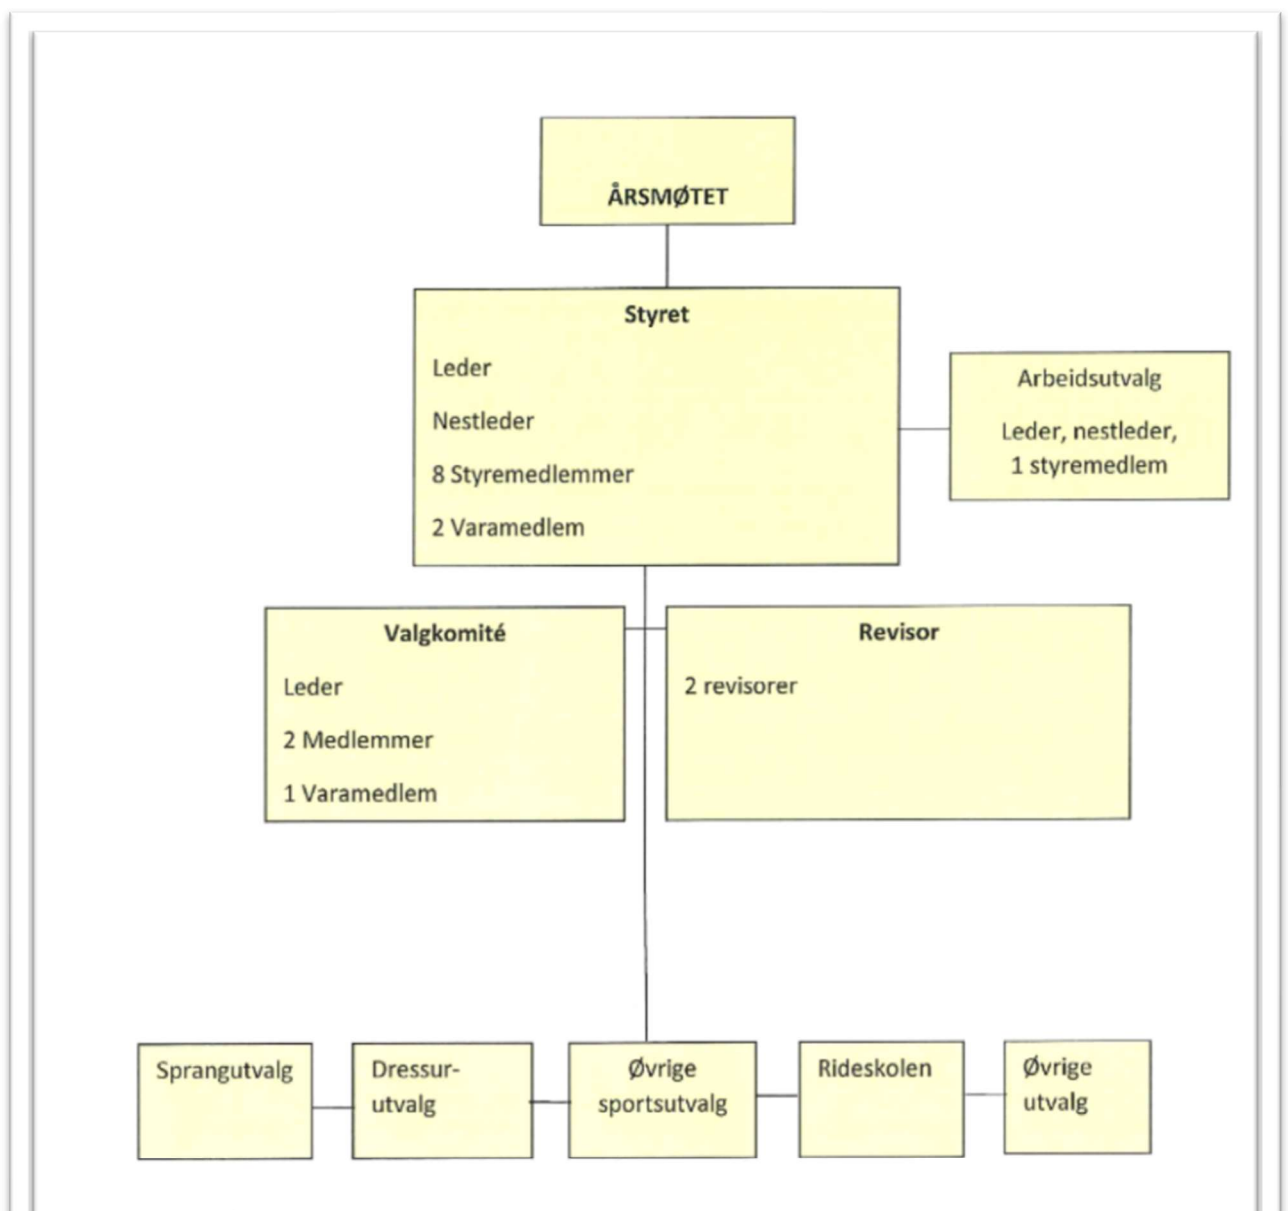 ÅRSMØTET
Styret
Leder
Nestleder
8 Styremedlemmer
2 Varamedlem
Arbeidsutvalg
Leder, nestleder,
1 styremedlem
Valgkomité
Leder
2 Medlemmer
1 Varamedlem
Revisor
2 revisorer
Sprangutvalg
Dressur-
utvalg
Øvrige
sportsutvalg
Rideskolen
Øvrige
utvalg